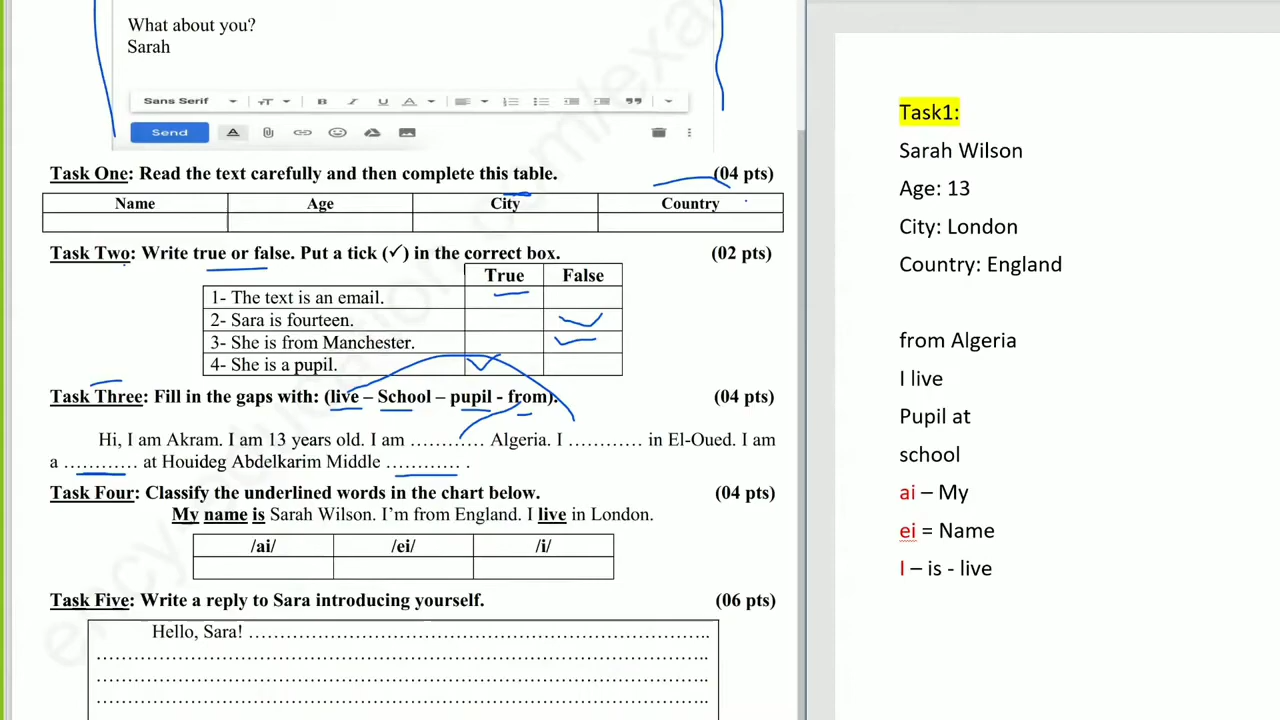 What about you?
Sarah
Sans Serif
Send
Task One: Read the text carefully and then complete this table. (04 pts)
Name Age City Country
Task Two: Write true or false. Put a tick (✓) in the correct box. (02 pts)
True False
1- The text is an email.
2- Sara is fourteen.
3- She is from Manchester.
4- She is a pupil.
Task Three: Fill in the gaps with: (live – School – pupil - from). (04 pts)
Hi, I am Akram. I am 13 years old. I am ………… Algeria. I ………… in El-Oued. I am
a ………… at Houideg Abdelkarim Middle ………… .
Task Four: Classify the underlined words in the chart below. (04 pts)
My name is Sarah Wilson. I'm from England. I live in London.
/ai/ /ei/ /i/
Task Five: Write a reply to Sara introducing yourself. (06 pts)
Hello, Sara! ………………………………………………………………..
Task1:
Sarah Wilson
Age: 13
City: London
Country: England
from Algeria
I live
Pupil at
school
ai – My
ei = Name
I – is - live